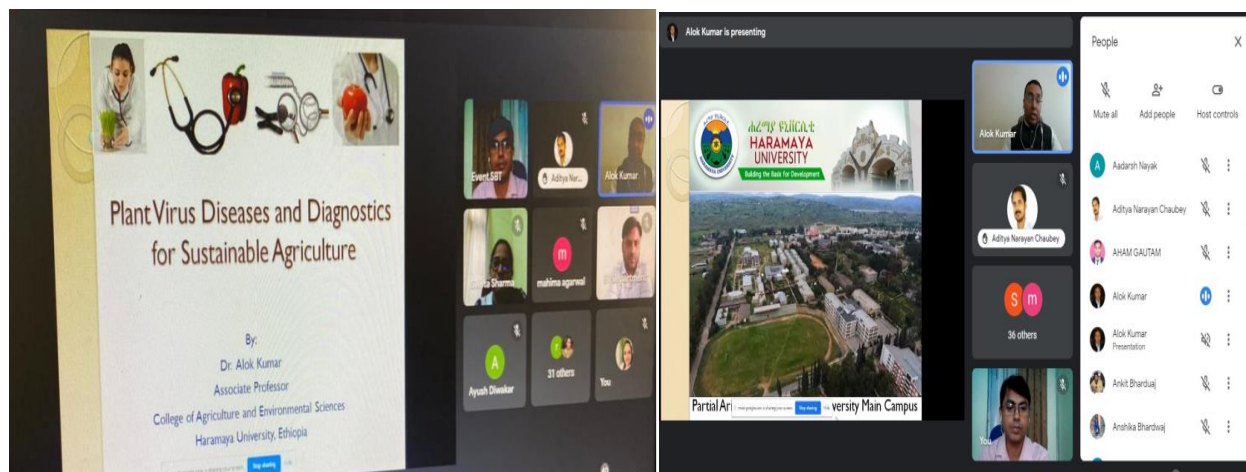 Plant Virus Diseases and Diagnostics
for Sustainable Agriculture
By:
Dr. Alok Kumar
Associate Professor
College of Agriculture and Environmental Sciences
Haramaya University, Ethiopia
Stop sharing
Event SBT
Aditya Nar...
Alok Kumar
Sharma
mahima agarwal
Ayush Diwakar
31 others
You
Alok Kumar is presenting
ሐረማያ ዩኒቨርሲቲ
HARAMAYA
UNIVERSITY
Building the Basis for Development
Partial
Stop sharing
versity Main Campus
Alok Kumar
Aditya Narayan Chaubey
S m
36 others
You
People
Mute all Add people Host controls
A Aadarsh Nayak
Aditya Narayan Chaubey
AHAM GAUTAM
Alok Kumar
Alok Kumar
Presentation
Ankit Bharduaj
Anshika Bhardwaj